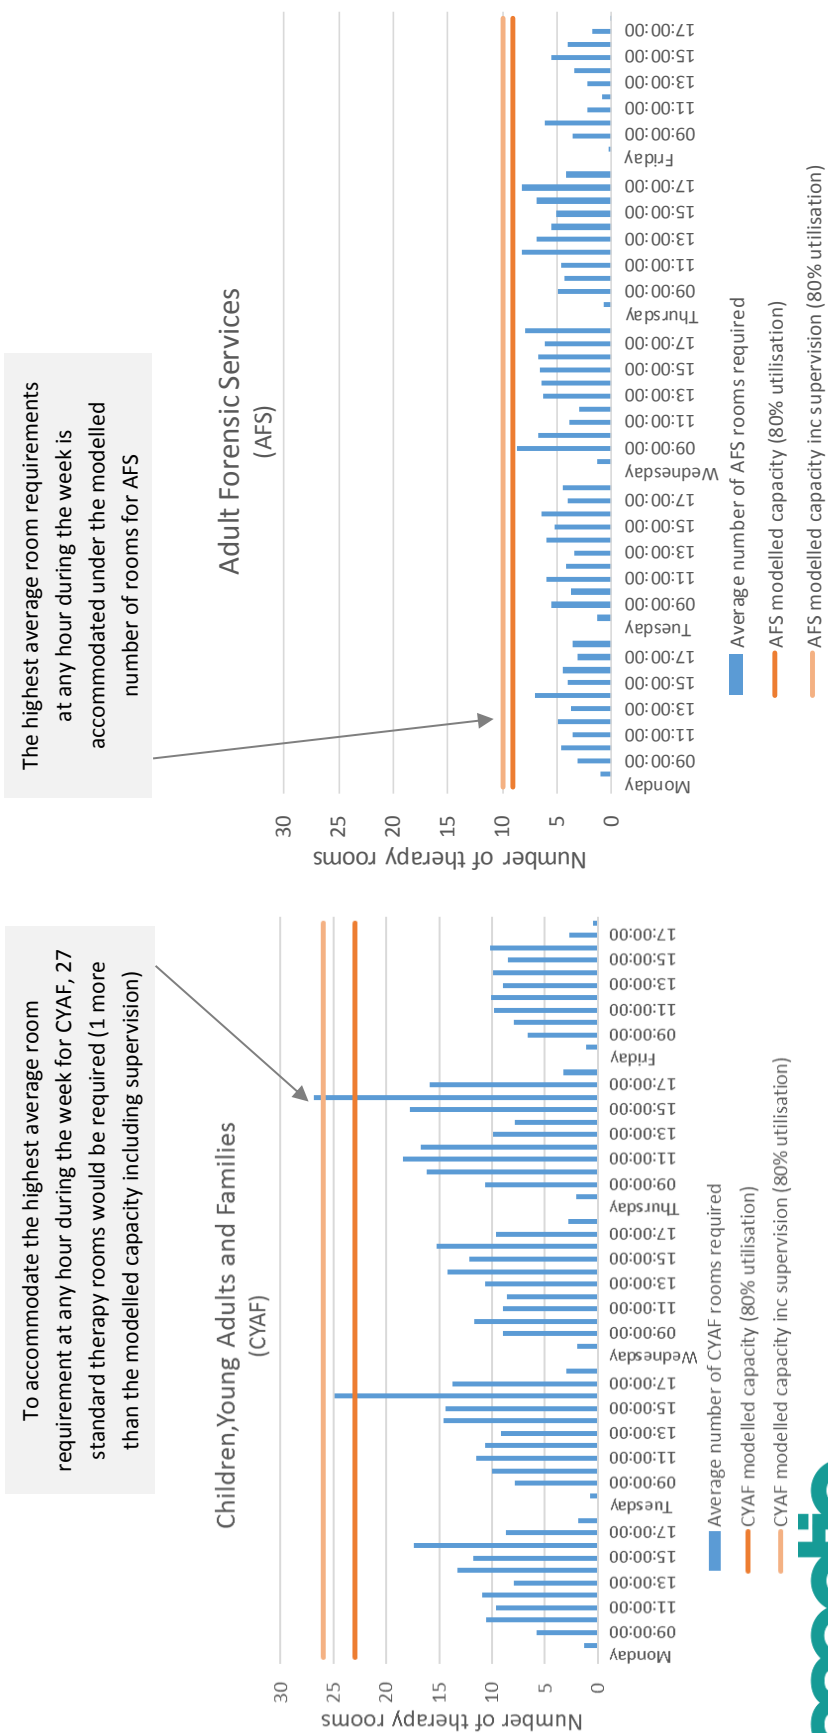 To accommodate the highest average room
requirement at any hour during the week for CYAF, 27
standard therapy rooms would be required (1 more
than the modelled capacity including supervision)
Children,Young Adults and Families
(CYAF)
Number of therapy rooms
30
25
20
15
10
5
0
Monday
09:00:00
11:00:00
13:00:00
15:00:00
17:00:00
Tuesday
09:00:00
11:00:00
13:00:00
15:00:00
17:00:00
Wednesday
09:00:00
11:00:00
13:00:00
15:00:00
17:00:00
Thursday
09:00:00
11:00:00
13:00:00
15:00:00
17:00:00
Friday
09:00:00
11:00:00
13:00:00
15:00:00
17:00:00
Average number of CYAF rooms required
CYAF modelled capacity (80% utilisation)
CYAF modelled capacity inc supervision (80% utilisation)
The highest average room requirements
at any hour during the week is
accommodated under the modelled
number of rooms for AFS
Adult Forensic Services
(AFS)
Number of therapy rooms
30
25
20
15
10
5
0
Monday
09:00:00
11:00:00
13:00:00
15:00:00
17:00:00
Tuesday
09:00:00
11:00:00
13:00:00
15:00:00
17:00:00
Wednesday
09:00:00
11:00:00
13:00:00
15:00:00
17:00:00
Thursday
09:00:00
11:00:00
13:00:00
15:00:00
17:00:00
Friday
09:00:00
11:00:00
13:00:00
15:00:00
17:00:00
Average number of AFS rooms required
AFS modelled capacity (80% utilisation)
AFS modelled capacity inc supervision (80% utilisation)